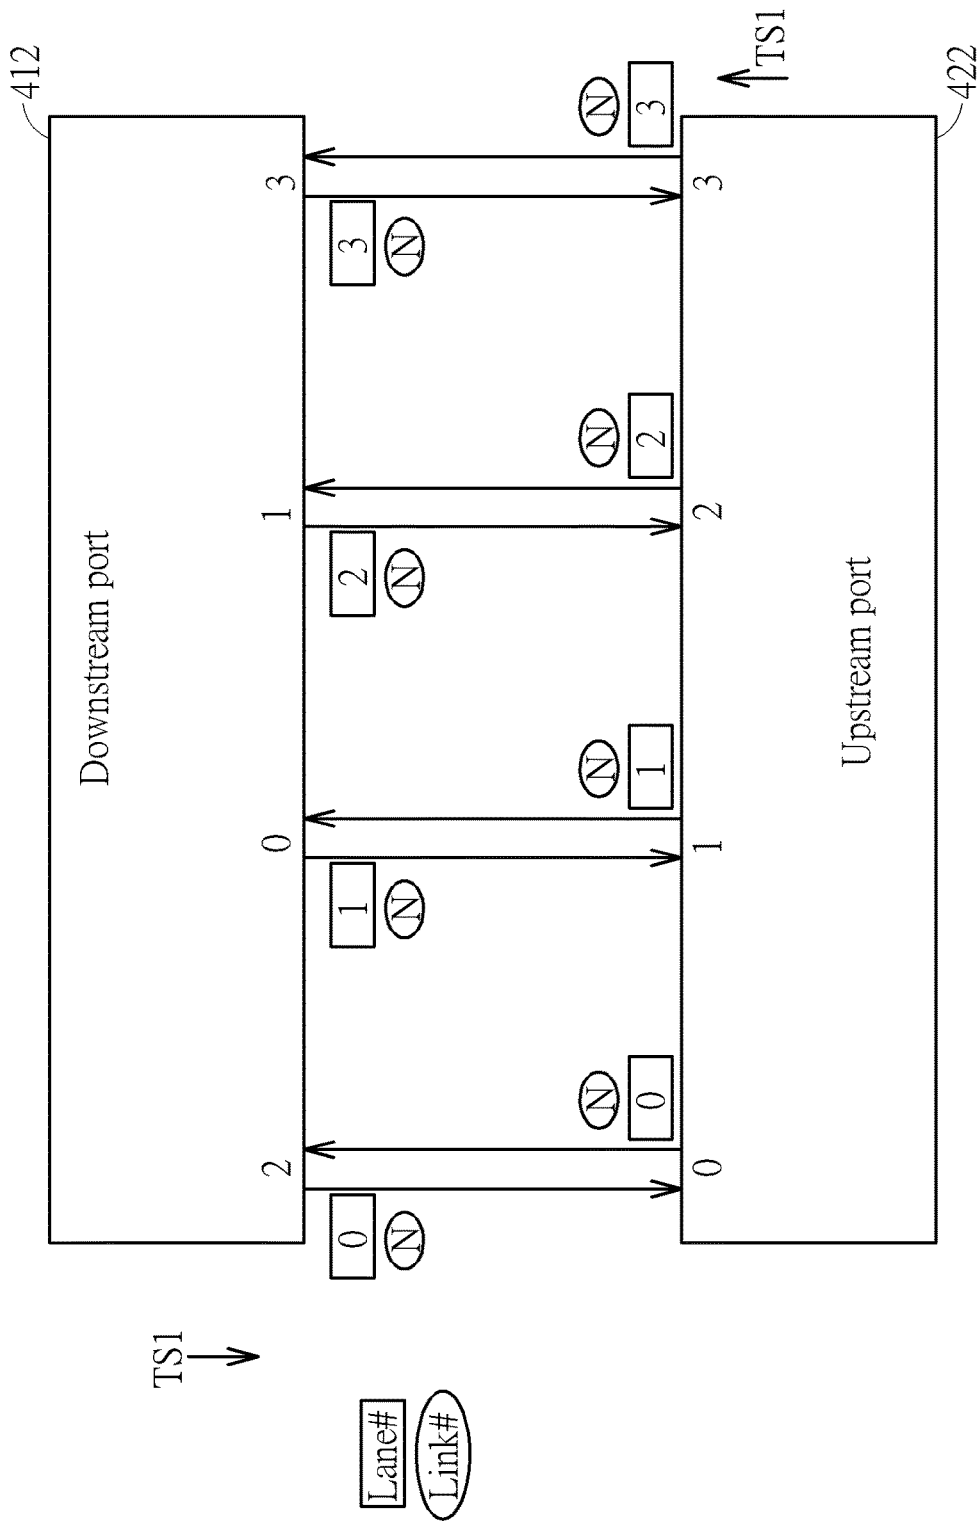 412
Downstream port
TS1
2 0 1 3
0 1 2 3
Lane#
N N N N
Link#
N N N N
0 1 2 3
0 1 2 3
TS1
Upstream port
422